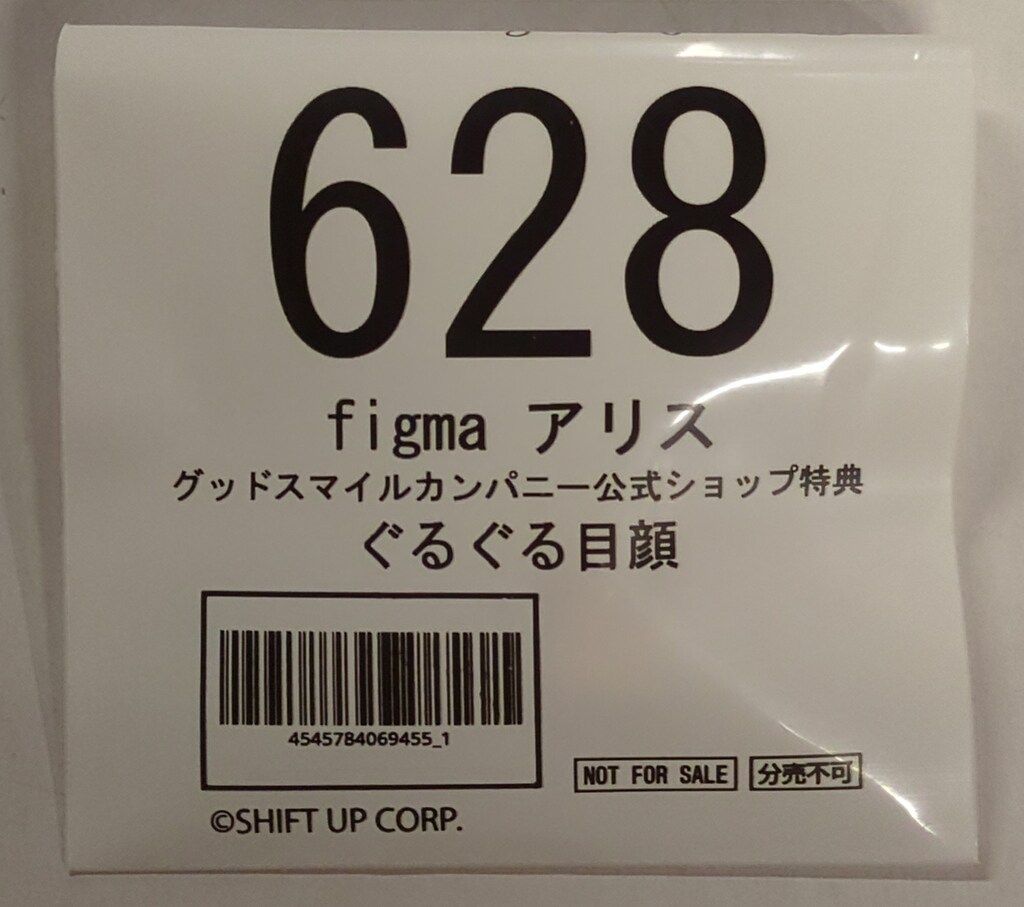 628
figma アリス
グッドスマイルカンパニー公式ショップ特典
ぐるぐる目顔
4545784069455_1
NOT FOR SALE 分売不可
©SHIFT UP CORP.